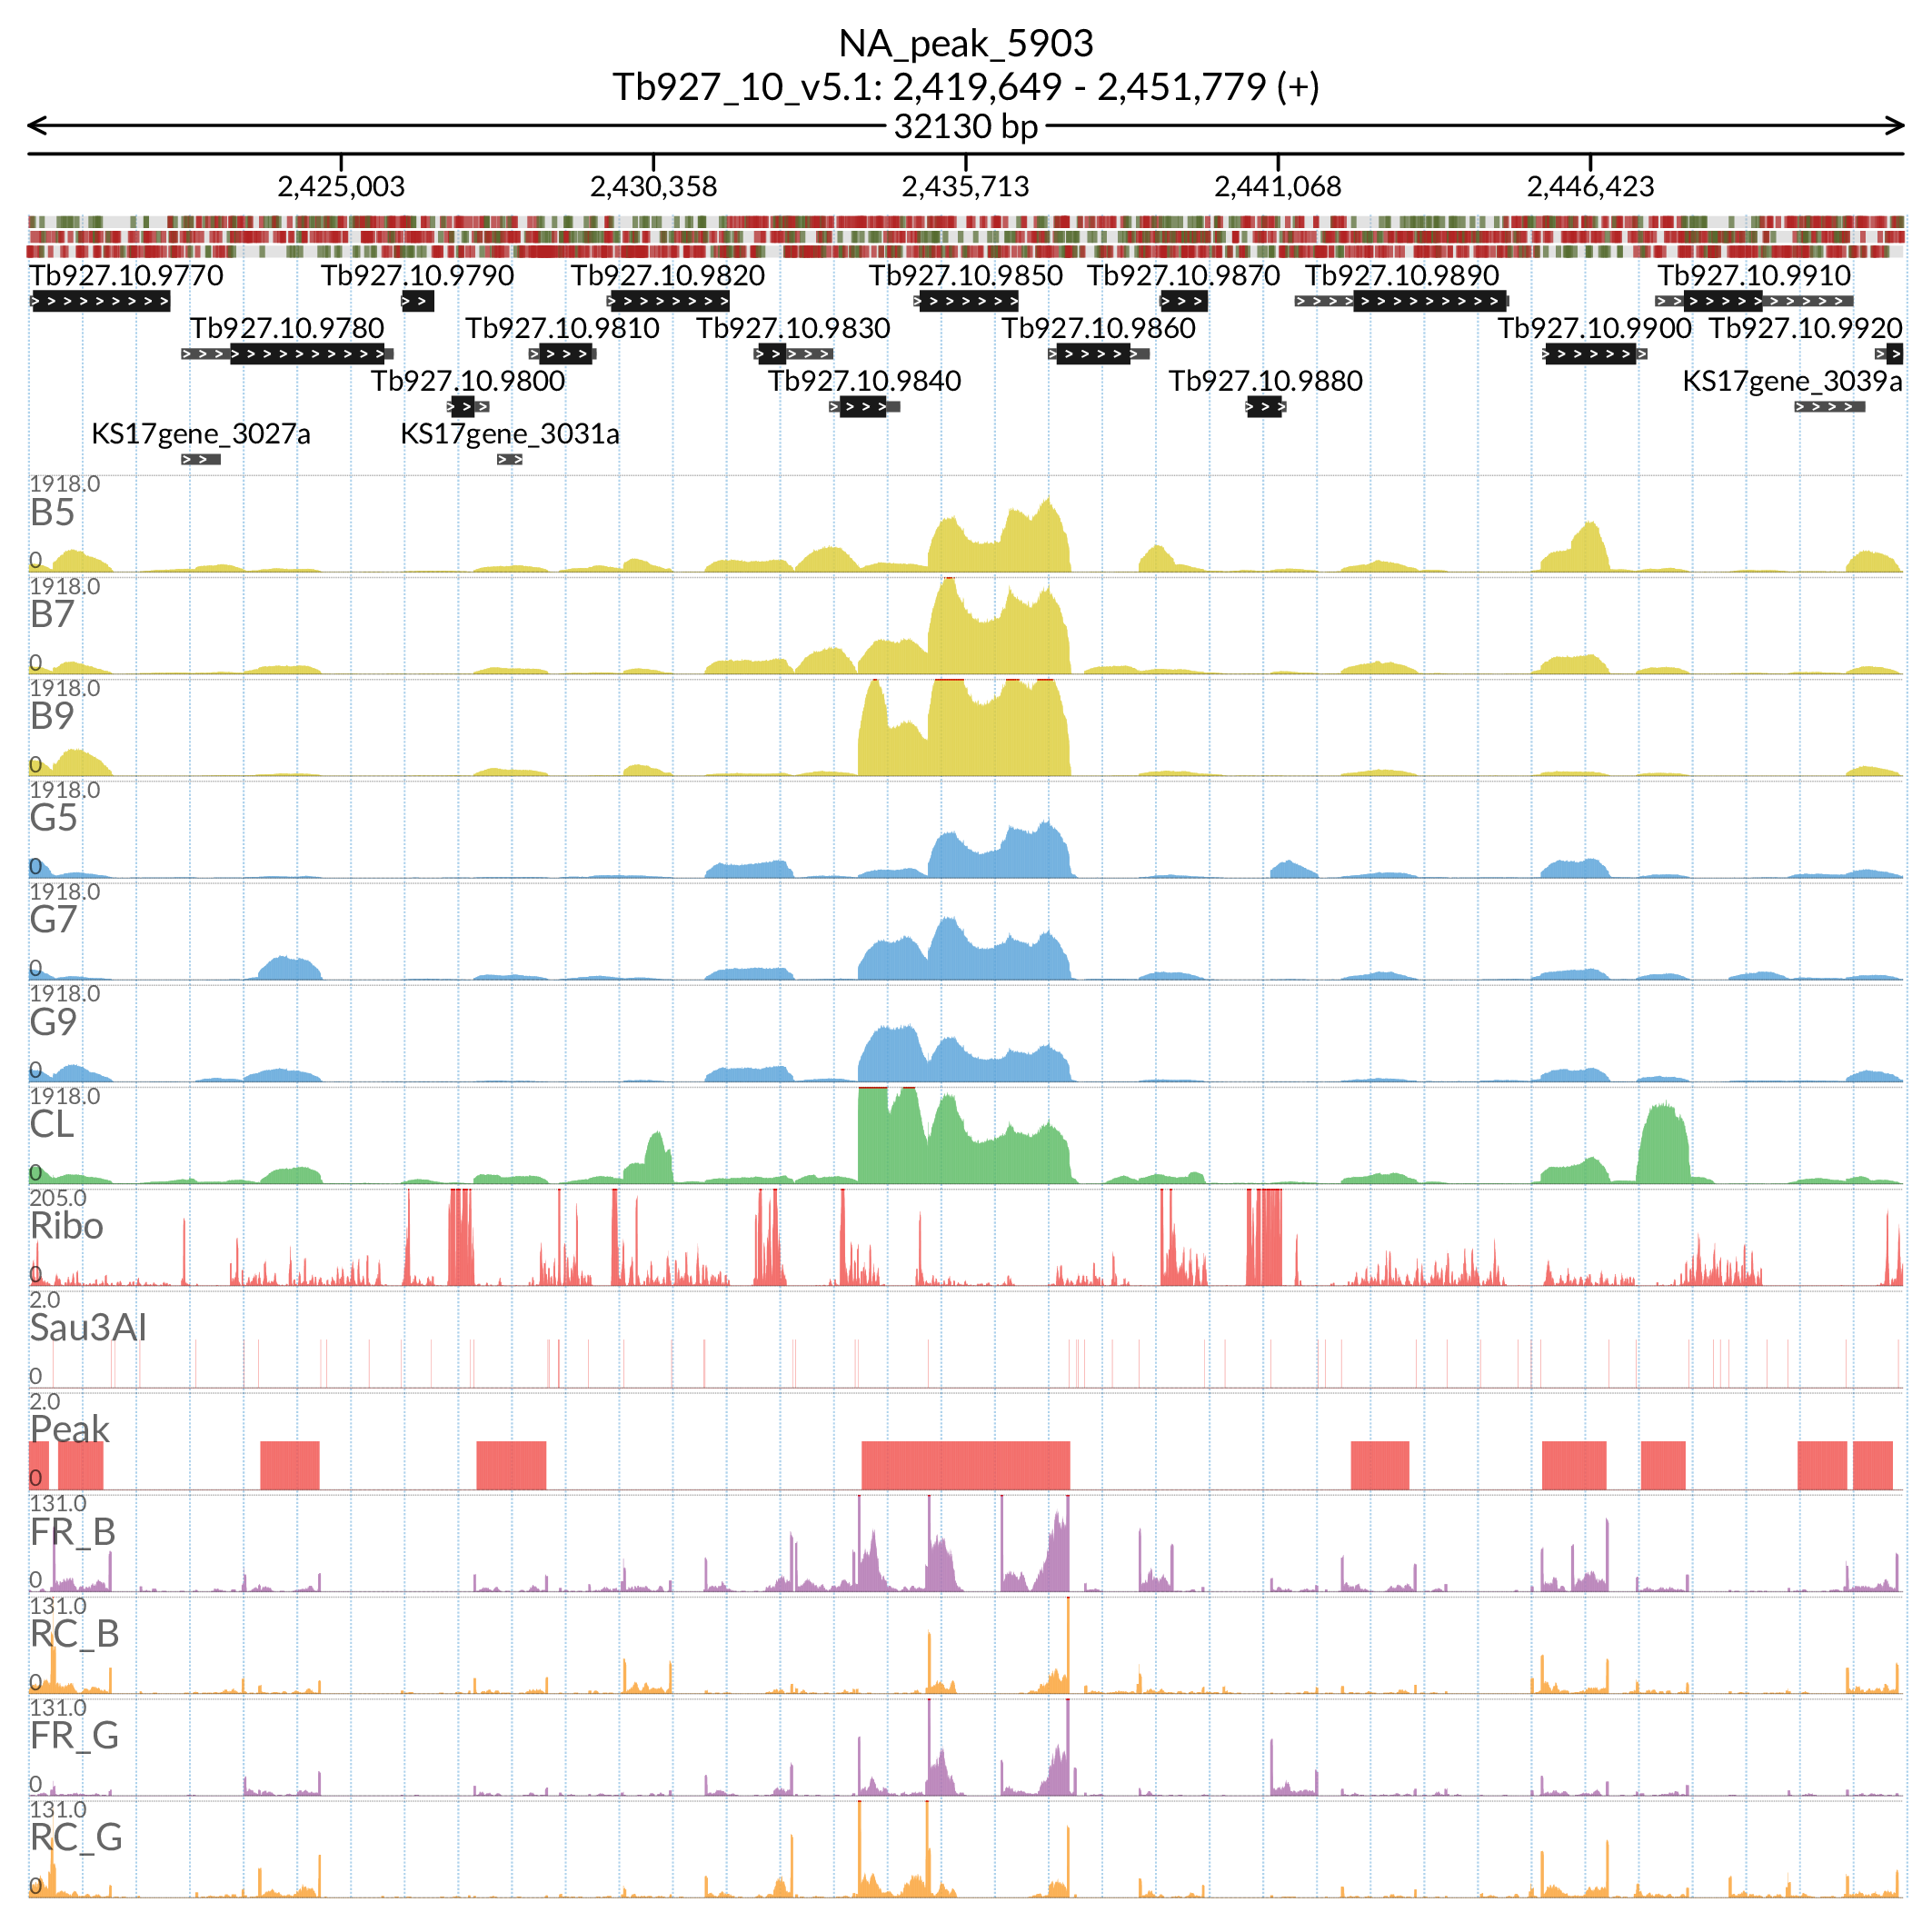 NA_peak_5903
Tb927_10_v5.1: 2,419,649 - 2,451,779 (+)
32130 bp
2,425,003 2,430,358 2,435,713 2,441,068 2,446,423
Tb927.10.9770 Tb927.10.9790 Tb927.10.9820 Tb927.10.9850 Tb927.10.9870 Tb927.10.9890 Tb927.10.9910
Tb927.10.9780 Tb927.10.9810 Tb927.10.9830 Tb927.10.9860 Tb927.10.9900 Tb927.10.9920
Tb927.10.9800 Tb927.10.9840 Tb927.10.9880 KS17gene_3039a
KS17gene_3027a KS17gene_3031a
1918.0
B5
0
1918.0
B7
0
1918.0
B9
0
1918.0
G5
0
1918.0
G7
0
1918.0
G9
0
1918.0
CL
0
205.0
Ribo
0
2.0
Sau3AI
0
2.0
Peak
0
131.0
FR_B
0
131.0
RC_B
0
131.0
FR_G
0
131.0
RC_G
0